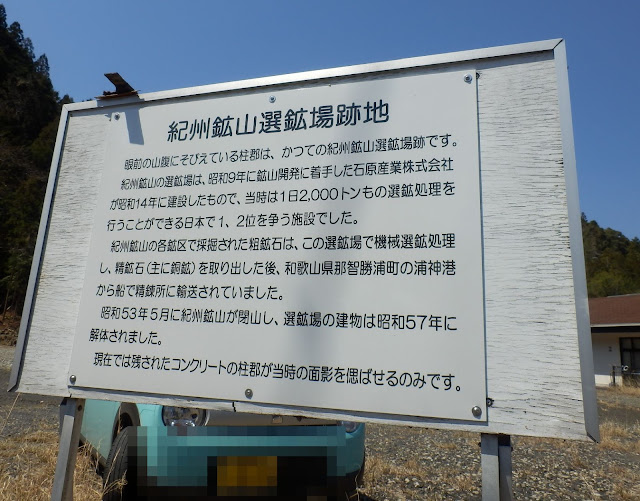 紀州鉱山選鉱場跡地
眼前の山腹にそびえている柱郡は、かつての紀州鉱山選鉱場跡です。
紀州鉱山の選鉱場は、昭和9年に鉱山開発に着手した石原産業株式会社
が昭和14年に建設したもので、当時は1日2,000トンもの選鉱処理を
行うことができる日本で1、2位を争う施設でした。
紀州鉱山の各鉱区で採掘された粗鉱石は、この選鉱場で機械選鉱処理
し、精鉱石(主に銅鉱)を取り出した後、和歌山県那智勝浦町の浦神港
から船で精錬所に輸送されていました。
昭和53年5月に紀州鉱山が閉山し、選鉱場の建物は昭和57年に
解体されました。
現在では残されたコンクリートの柱郡が当時の面影を偲ばせるのみです。